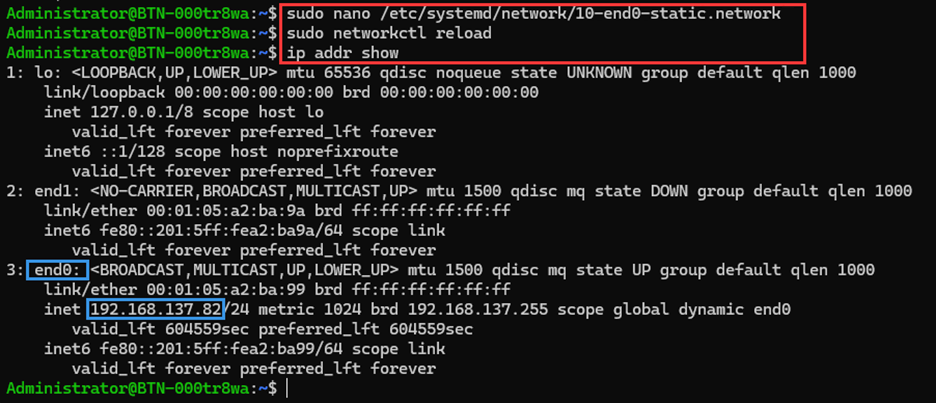 Administrator@BTN-000tr8wa:~$ sudo nano /etc/systemd/network/10-end0-static.network
Administrator@BTN-000tr8wa:~$ sudo networkctl reload
Administrator@BTN-000tr8wa:~$ ip addr show
1: lo: <LOOPBACK,UP,LOWER_UP> mtu 65536 qdisc noqueue state UNKNOWN group default qlen 1000
    link/loopback 00:00:00:00:00:00 brd 00:00:00:00:00:00
    inet 127.0.0.1/8 scope host lo
       valid_lft forever preferred_lft forever
    inet6 ::1/128 scope host noprefixroute
       valid_lft forever preferred_lft forever
2: end1: <NO-CARRIER,BROADCAST,MULTICAST,UP> mtu 1500 qdisc mq state DOWN group default qlen 1000
    link/ether 00:01:05:a2:ba:9a brd ff:ff:ff:ff:ff:ff
    inet6 fe80::201:5ff:fea2:ba9a/64 scope link
       valid_lft forever preferred_lft forever
3: end0: <BROADCAST,MULTICAST,UP,LOWER_UP> mtu 1500 qdisc mq state UP group default qlen 1000
    link/ether 00:01:05:a2:ba:99 brd ff:ff:ff:ff:ff:ff
    inet 192.168.137.82/24 metric 1024 brd 192.168.137.255 scope global dynamic end0
       valid_lft 604559sec preferred_lft 604559sec
    inet6 fe80::201:5ff:fea2:ba99/64 scope link
       valid_lft forever preferred_lft forever
Administrator@BTN-000tr8wa:~$